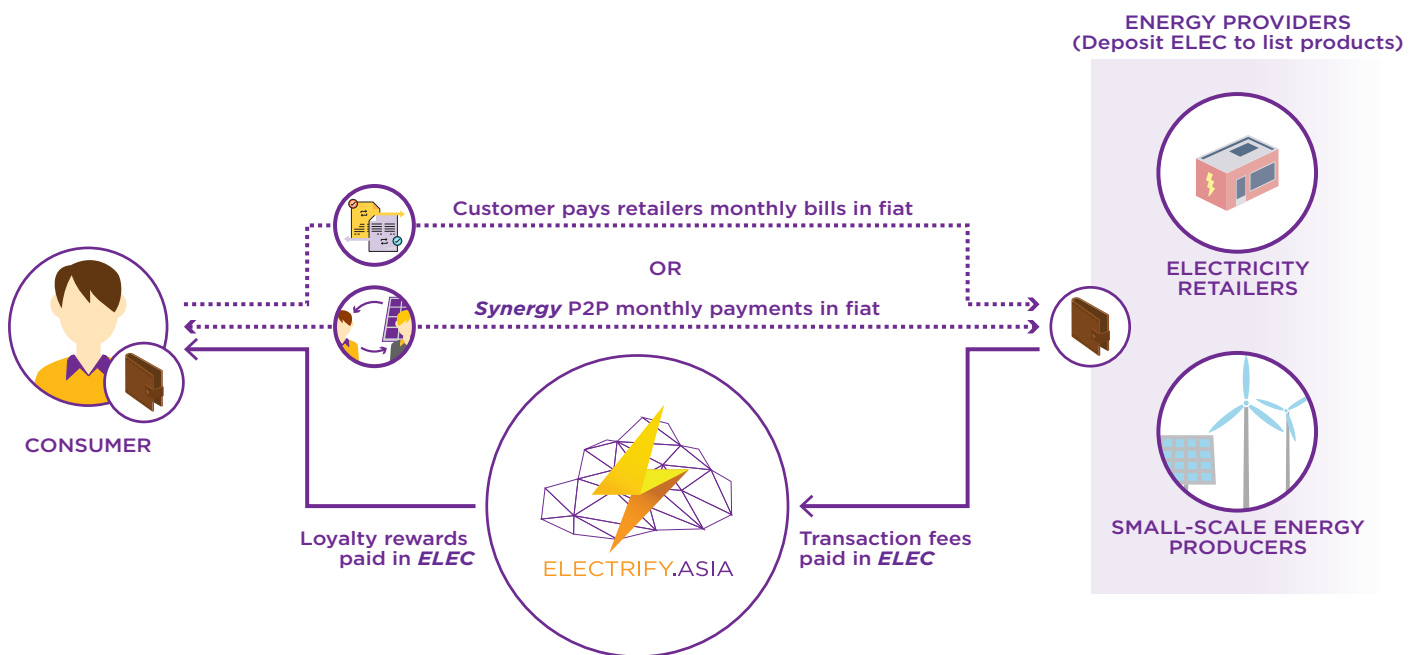 ENERGY PROVIDERS
(Deposit ELEC to list products)
Customer pays retailers monthly bills in fiat
OR
Synergy P2P monthly payments in fiat
ELECTRICITY
RETAILERS
CONSUMER
Loyalty rewards
paid in ELEC
ELECTRIFY.ASIA
Transaction fees
paid in ELEC
SMALL-SCALE ENERGY
PRODUCERS